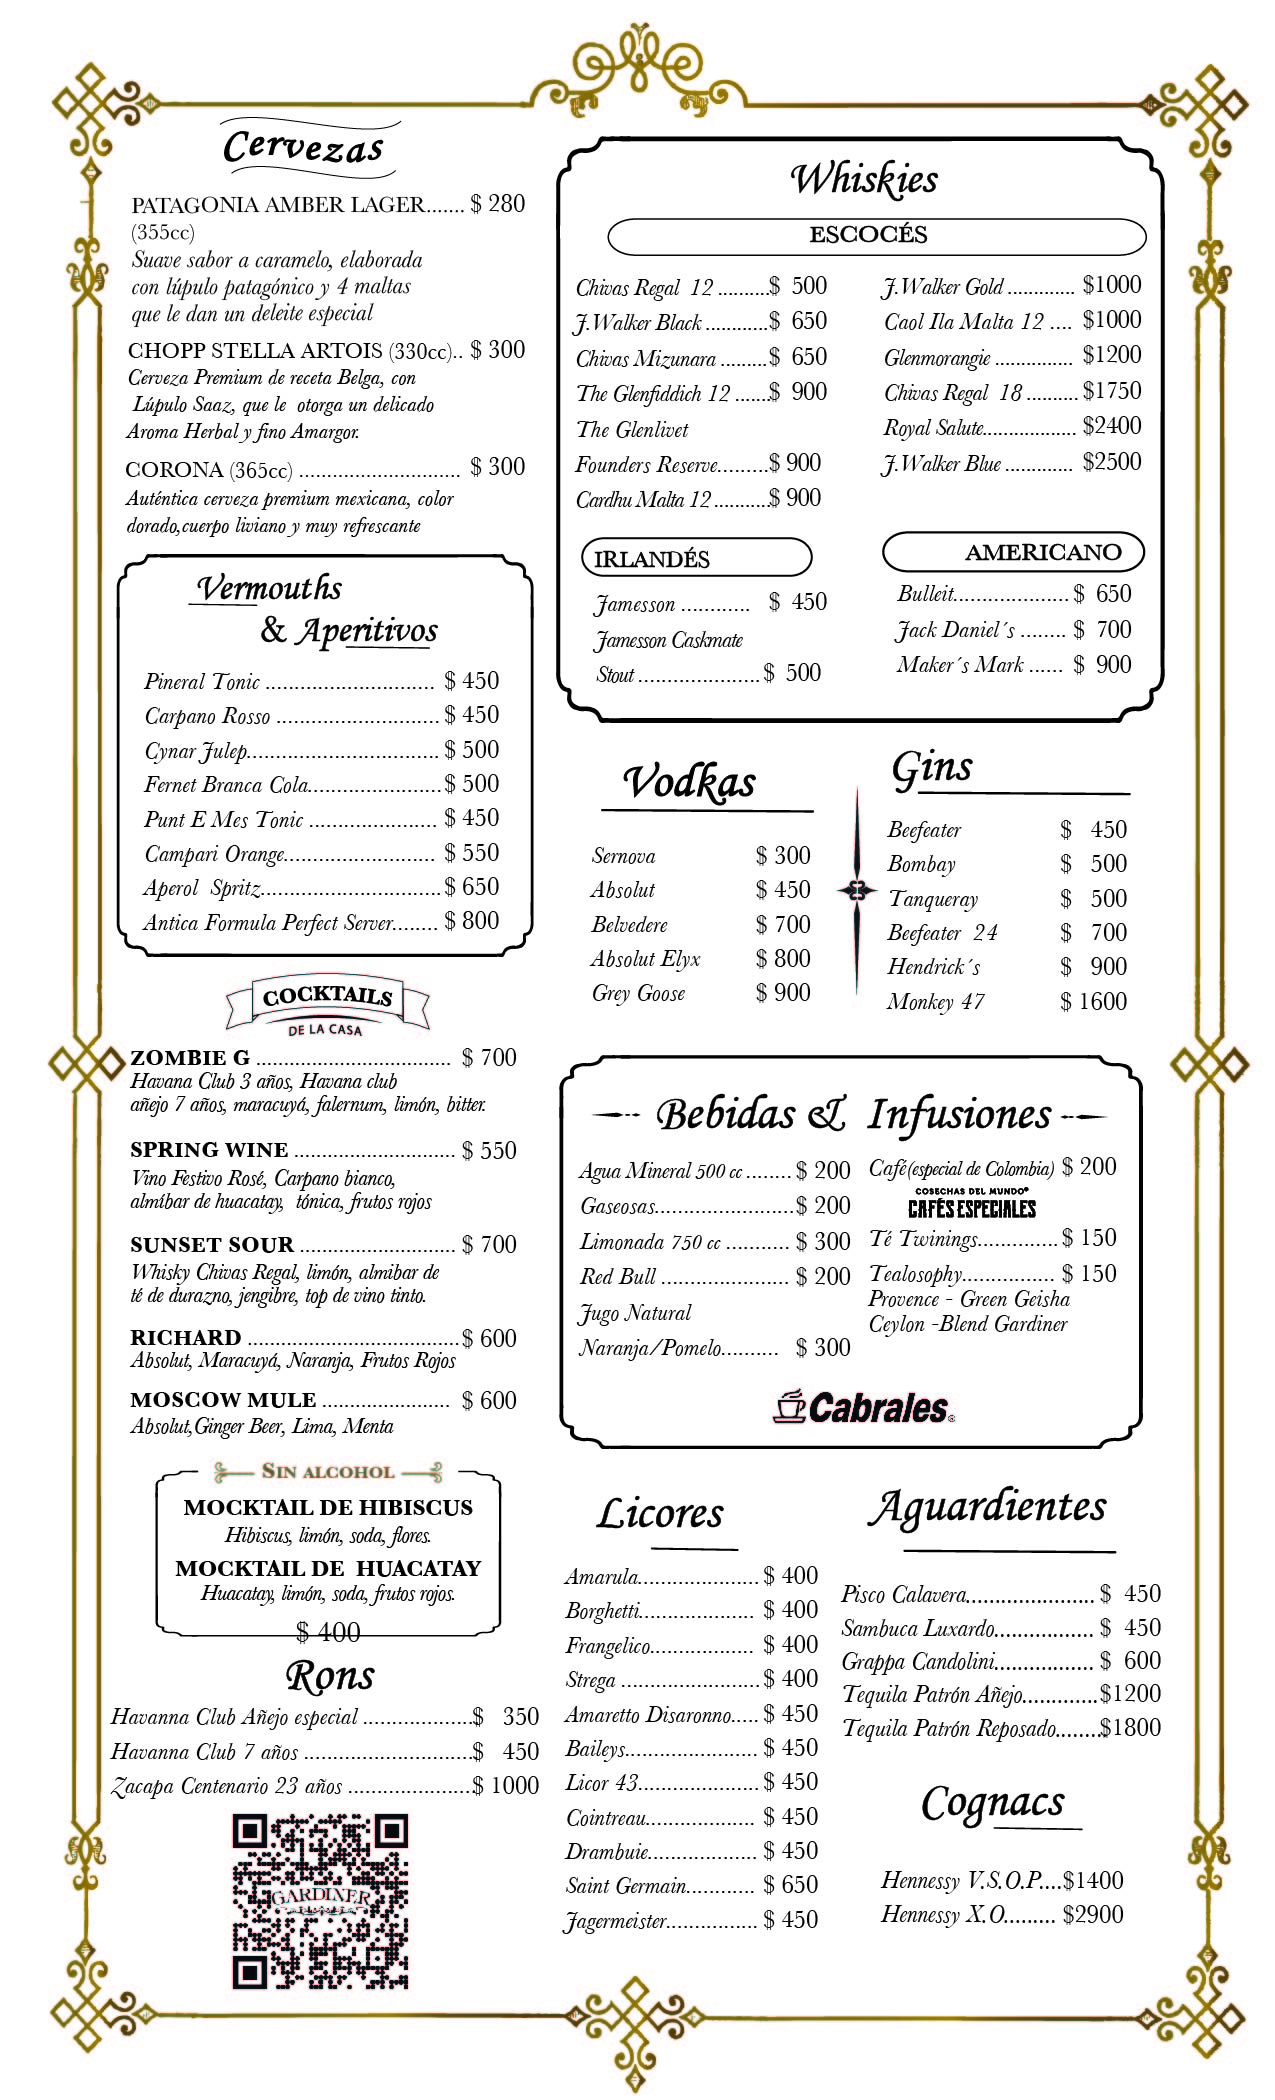 Cervezas
PATAGONIA AMBER LAGER....... $ 280
(355cc)
Suave sabor a caramelo, elaborada
con lúpulo patagónico y 4 maltas
que le dan un deleite especial
CHOPP STELLA ARTOIS (330cc).. $ 300
Cerveza Premium de receta Belga, con
Lúpulo Saaz, que le otorga un delicado
Aroma Herbal y fino Amargor.
CORONA (365cc) ............................ $ 300
Auténtica cerveza premium mexicana, color
dorado,cuerpo liviano y muy refrescante
Vermouths
& Aperitivos
Pineral Tonic ............................. $ 450
Carpano Rosso ............................ $ 450
Cynar Julep................................. $ 500
Fernet Branca Cola...................... $ 500
Punt E Mes Tonic ...................... $ 450
Campari Orange.......................... $ 550
Aperol Spritz............................... $ 650
Antica Formula Perfect Server........ $ 800
COCKTAILS
DE LA CASA
ZOMBIE G .................................. $ 700
Havana Club 3 años, Havana club
añejo 7 años, maracuyá, falernum, limón, bitter.
SPRING WINE ............................ $ 550
Vino Festivo Rosé, Carpano bianco,
almíbar de huacatay, tónica, frutos rojos
SUNSET SOUR ........................... $ 700
Whisky Chivas Regal, limón, almibar de
té de durazno, jengibre, top de vino tinto.
RICHARD ..................................... $ 600
Absolut, Maracuyá, Naranja, Frutos Rojos
MOSCOW MULE ...................... $ 600
Absolut,Ginger Beer, Lima, Menta
SIN ALCOHOL
MOCKTAIL DE HIBISCUS
Hibiscus, limón, soda, flores.
MOCKTAIL DE HUACATAY
Huacatay, limón, soda, frutos rojos.
$ 400
Rons
Havanna Club Añejo especial ...................$ 350
Havanna Club 7 años .............................$ 450
Zacapa Centenario 23 años ......................$ 1000
GARDINER
Whiskies
ESCOCÉS
Chivas Regal 12 .........$ 500
J.Walker Black ...........$ 650
Chivas Mizunara ........$ 650
The Glenfiddich 12 ......$ 900
The Glenlivet
Founders Reserve.........$ 900
Cardhu Malta 12 ..........$ 900
J.Walker Gold ............ $1000
Caol Ila Malta 12 .... $1000
Glenmorangie ............... $1200
Chivas Regal 18 .......... $1750
Royal Salute.................. $2400
J.Walker Blue ............. $2500
IRLANDÉS
Jamesson ............ $ 450
Jamesson Caskmate
Stout .....................$ 500
AMERICANO
Bulleit.................... $ 650
Jack Daniel´s ........ $ 700
Maker´s Mark ...... $ 900
Vodkas
Sernova $ 300
Absolut $ 450
Belvedere $ 700
Absolut Elyx $ 800
Grey Goose $ 900
Gins
Beefeater $ 450
Bombay $ 500
Tanqueray $ 500
Beefeater 24 $ 700
Hendrick´s $ 900
Monkey 47 $ 1600
Bebidas & Infusiones
Agua Mineral 500 cc ........ $ 200
Gaseosas........................ $ 200
Limonada 750 cc ........... $ 300
Red Bull ...................... $ 200
Jugo Natural
Naranja/Pomelo.......... $ 300
Café(especial de Colombia) $ 200
COSECHAS DEL MUNDO®
CAFÉS ESPECIALES
Té Twinings.............. $ 150
Tealosophy................ $ 150
Provence - Green Geisha
Ceylon -Blend Gardiner
Cabrales®
Licores
Amarula..................... $ 400
Borghetti.................... $ 400
Frangelico.................. $ 400
Strega ........................ $ 400
Amaretto Disaronno..... $ 450
Baileys....................... $ 450
Licor 43..................... $ 450
Cointreau................... $ 450
Drambuie................... $ 450
Saint Germain............ $ 650
Jagermeister................ $ 450
Aguardientes
Pisco Calavera...................... $ 450
Sambuca Luxardo................. $ 450
Grappa Candolini................. $ 600
Tequila Patrón Añejo.............$1200
Tequila Patrón Reposado........$1800
Cognacs
Hennessy V.S.O.P....$1400
Hennessy X.O......... $2900